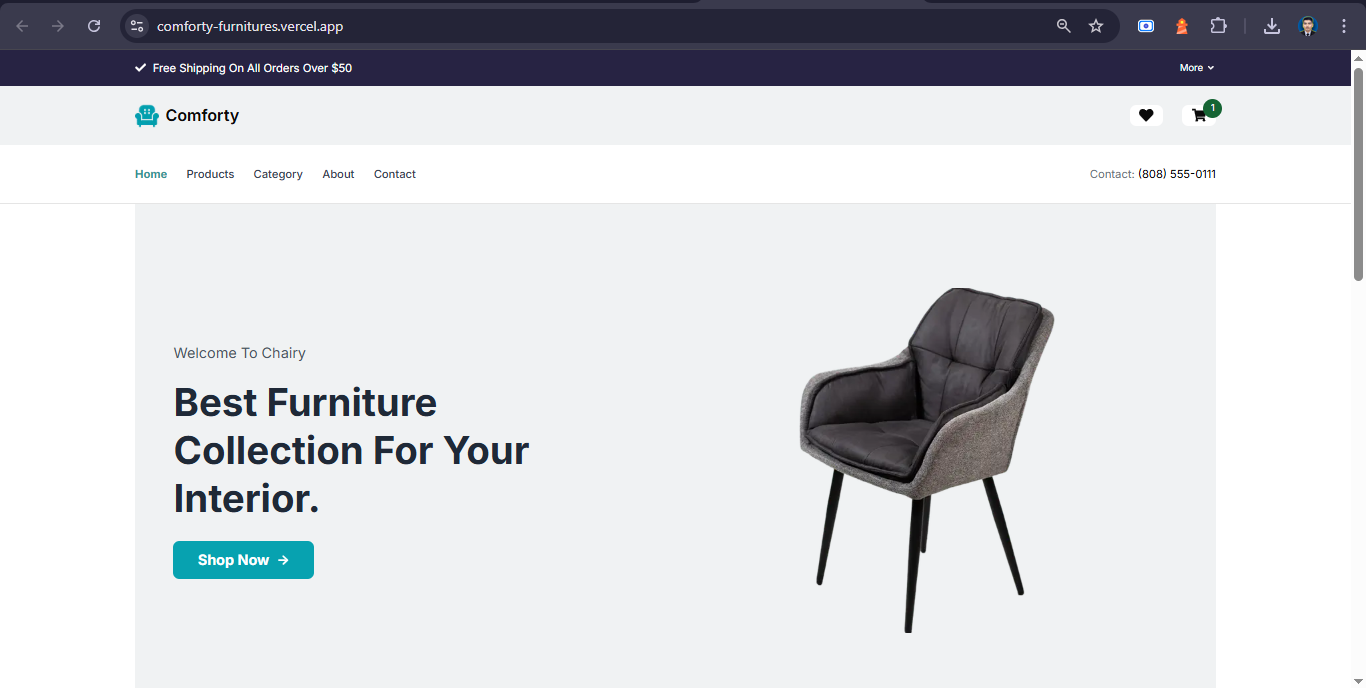 comforty-furnitures.vercel.app
Free Shipping On All Orders Over $50
More
Comforty
1
Home Products Category About Contact
Contact: (808) 555-0111
Welcome To Chairy
Best Furniture
Collection For Your
Interior.
Shop Now →